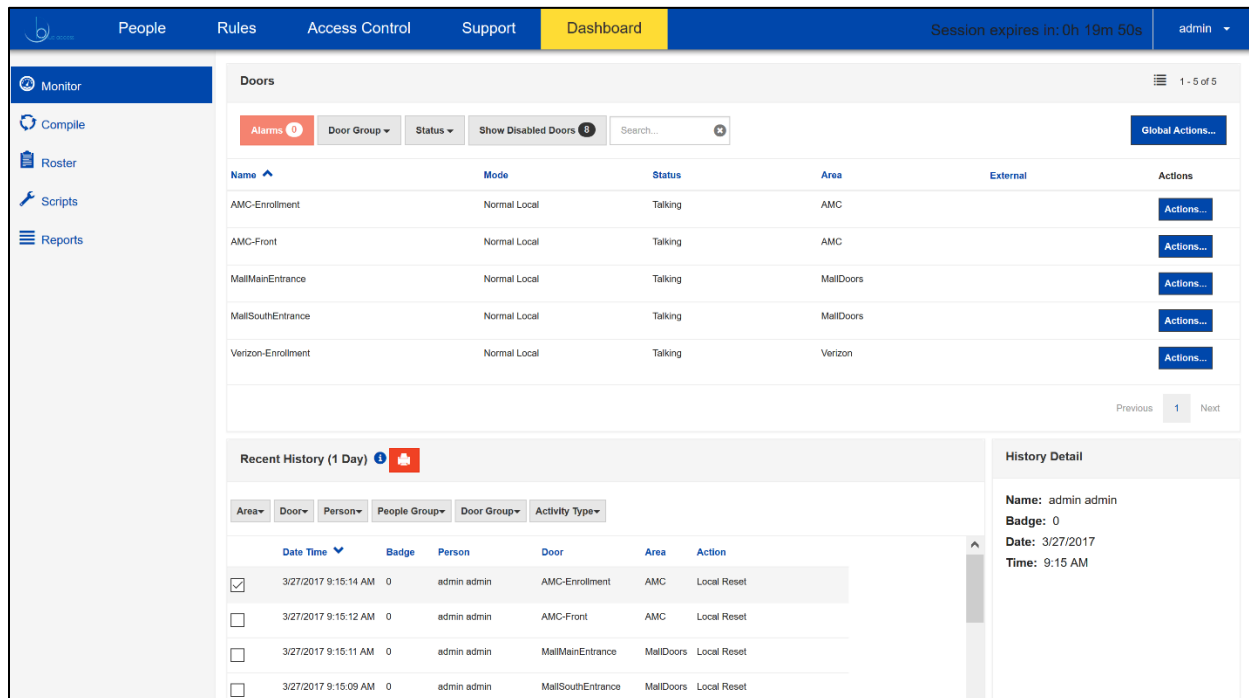 People Rules Access Control Support Dashboard Session expires in: 0h 19m 50s admin
Monitor
Compile
Roster
Scripts
Reports
Doors 1 - 5 of 5
Alarms 0 Door Group Status Show Disabled Doors 8 Search... Global Actions...
Name Mode Status Area External Actions
AMC-Enrollment Normal Local Talking AMC Actions...
AMC-Front Normal Local Talking AMC Actions...
MallMainEntrance Normal Local Talking MallDoors Actions...
MallSouthEntrance Normal Local Talking MallDoors Actions...
Verizon-Enrollment Normal Local Talking Verizon Actions...
Previous 1 Next
Recent History (1 Day)
Area Door Person People Group Door Group Activity Type
Date Time Badge Person Door Area Action
3/27/2017 9:15:14 AM 0 admin admin AMC-Enrollment AMC Local Reset
3/27/2017 9:15:12 AM 0 admin admin AMC-Front AMC Local Reset
3/27/2017 9:15:11 AM 0 admin admin MallMainEntrance MallDoors Local Reset
3/27/2017 9:15:09 AM 0 admin admin MallSouthEntrance MallDoors Local Reset
History Detail
Name: admin admin
Badge: 0
Date: 3/27/2017
Time: 9:15 AM